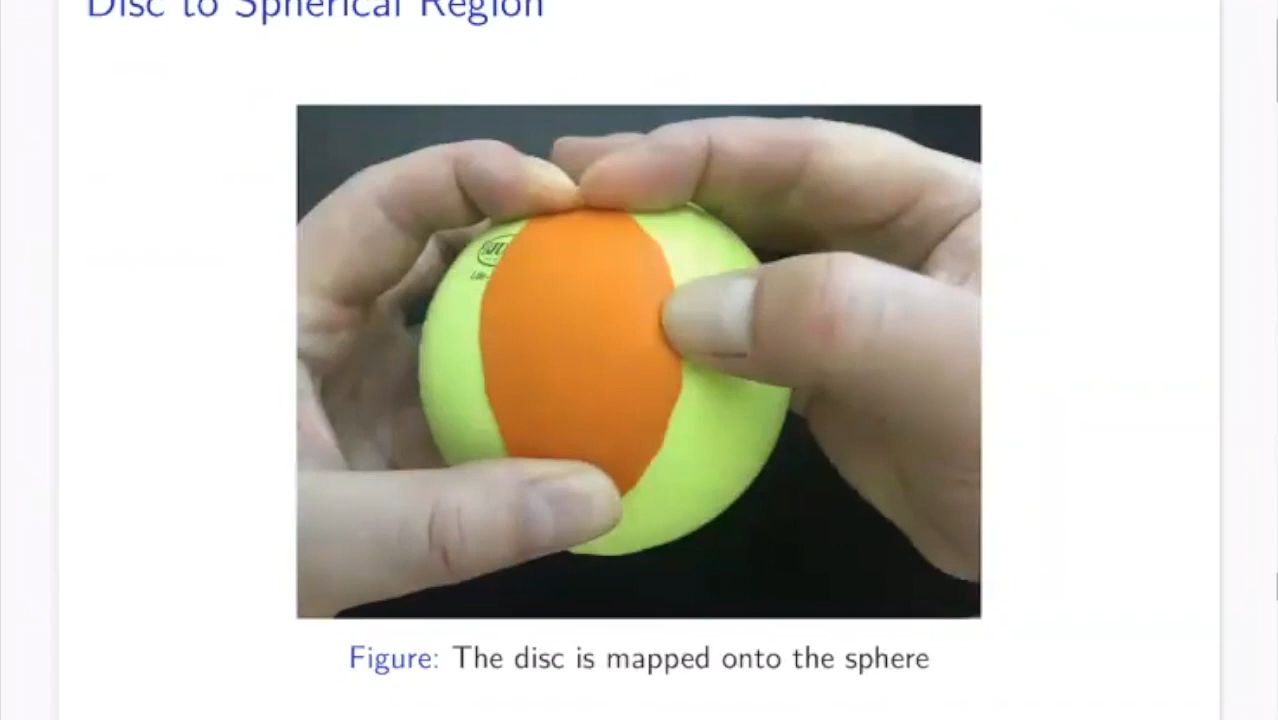 Disc to Spherical Region
Figure: The disc is mapped onto the sphere